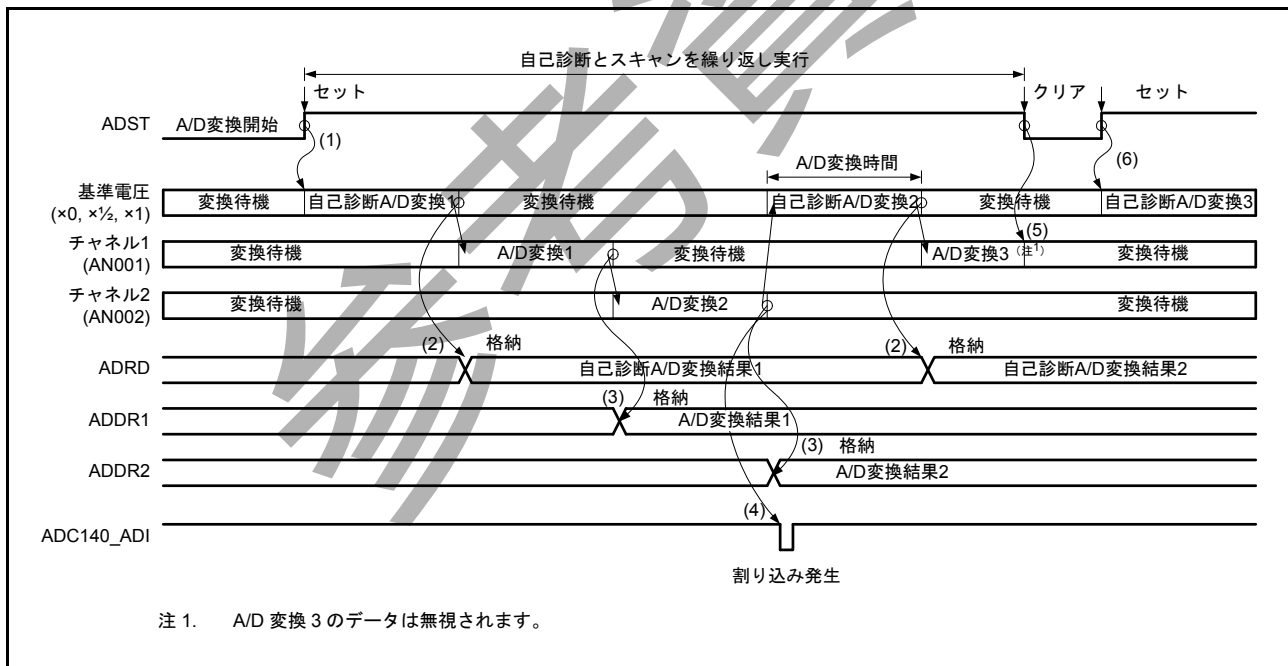 自己診断とスキャンを繰り返し実行
セット
クリア
セット
ADST
A/D変換開始
(1)
(6)
A/D変換時間
基準電圧
(×0, ×½, ×1)
変換待機
自己診断A/D変換1
変換待機
自己診断A/D変換2
変換待機
自己診断A/D変換3
チャネル1
(AN001)
変換待機
A/D変換1
変換待機
A/D変換3 (注1)
(5)
変換待機
チャネル2
(AN002)
変換待機
A/D変換2
変換待機
ADRD
(2)
格納
自己診断A/D変換結果1
(2)
格納
自己診断A/D変換結果2
ADDR1
(3)
格納
A/D変換結果1
ADDR2
(3)
格納
A/D変換結果2
ADC140_ADI
(4)
割り込み発生
注 1. A/D 変換 3 のデータは無視されます。
参考資